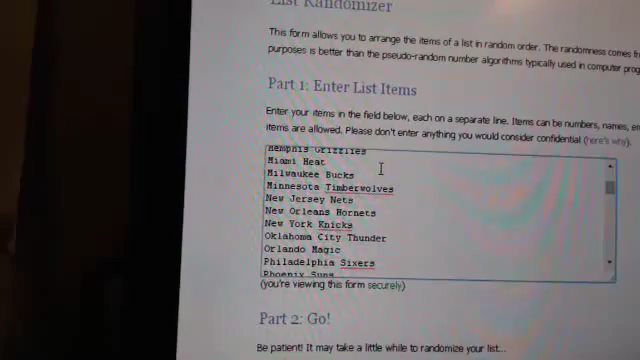 List Randomizer
This form allows you to arrange the items of a list in random order. The randomness comes
purposes is better than the pseudo-random number algorithms typically used in computer
Part 1: Enter List Items
Enter your items in the field below, each on a separate line. Items can be numbers, names,
items are allowed. Please don't enter anything you would consider confidential (here's why).
Memphis Grizzlies
Miami Heat
Milwaukee Bucks
Minnesota Timberwolves
New Jersey Nets
New Orleans Hornets
New York Knicks
Oklahoma City Thunder
Orlando Magic
Philadelphia Sixers
Phoenix Suns
(you're viewing this form securely)
Part 2: Go!
Be patient! It may take a little while to randomize your list...